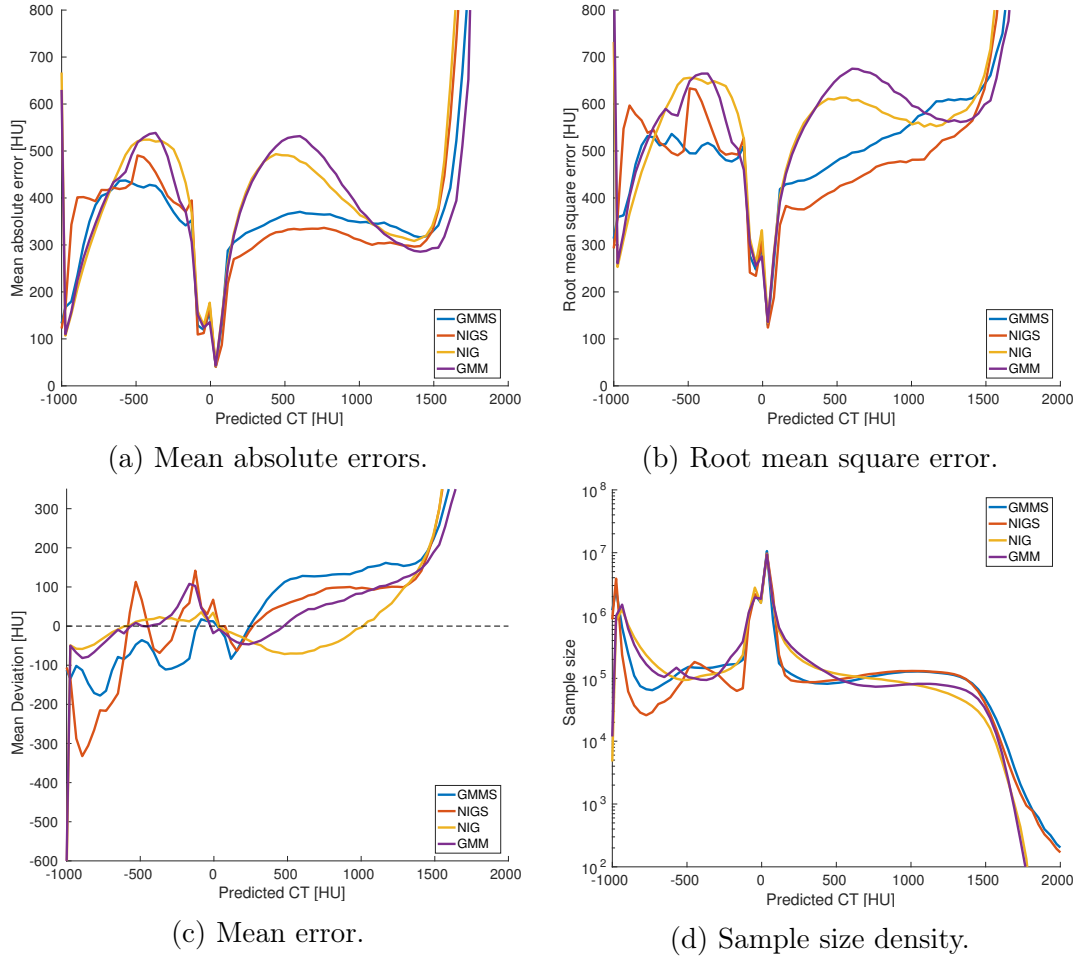 800
700
600
500
400
300
200
100
0
Mean absolute error [HU]
-1000 -500 0 500 1000 1500 2000
Predicted CT [HU]
GMMS
NIGS
NIG
GMM
(a) Mean absolute errors.
800
700
600
500
400
300
200
100
0
Root mean square error [HU]
-1000 -500 0 500 1000 1500 2000
Predicted CT [HU]
GMMS
NIGS
NIG
GMM
(b) Root mean square error.
300
200
100
0
-100
-200
-300
-400
-500
-600
Mean Deviation [HU]
-1000 -500 0 500 1000 1500 2000
Predicted CT [HU]
GMMS
NIGS
NIG
GMM
(c) Mean error.
10^8
10^7
10^6
10^5
10^4
10^3
10^2
Sample size
-1000 -500 0 500 1000 1500 2000
Predicted CT [HU]
GMMS
NIGS
NIG
GMM
(d) Sample size density.